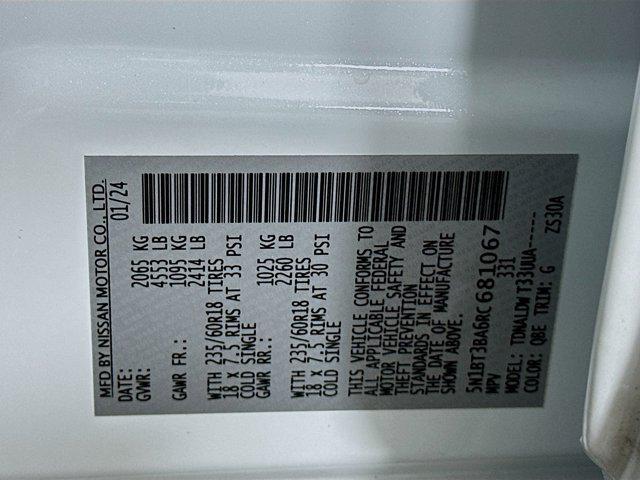 MFD BY NISSAN MOTOR CO., LTD.
DATE: 01/24
GVWR: 2065 KG
4553 LB
GAWR FR.: 1095 KG
2414 LB
WITH 235/60R18 TIRES
18 X 7.5 RIMS AT 33 PSI
COLD SINGLE
GAWR RR.: 1025 KG
2260 LB
WITH 235/60R18 TIRES
18 X 7.5 RIMS AT 30 PSI
COLD SINGLE
THIS VEHICLE CONFORMS TO
ALL APPLICABLE FEDERAL
MOTOR VEHICLE SAFETY AND
THEFT PREVENTION
STANDARDS IN EFFECT ON
THE DATE OF MANUFACTURE
SHOWN ABOVE.
5N1BT3BA6RC681067
MPV 331
MODEL: TDWALDW T33UUA-----
COLOR: QBE TRIM: G ZS30A